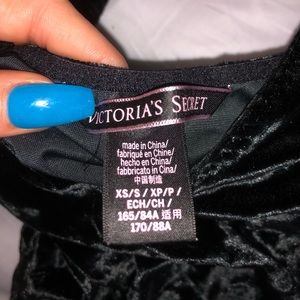 VICTORIA'S SECRET
made in China/
fabriqué en Chine/
hecho en China/
fabbricato in Cina/
中国制造
XS/S / XP/P /
ECH/CH /
165/84A 适用
170/88A